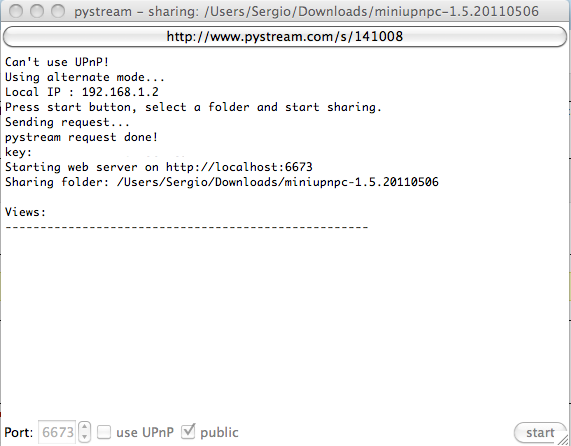 pystream – sharing: /Users/Sergio/Downloads/miniupnpc-1.5.20110506
http://www.pystream.com/s/141008
Can't use UPnP!
Using alternate mode...
Local IP : 192.168.1.2
Press start button, select a folder and start sharing.
Sending request...
pystream request done!
key:
Starting web server on http://localhost:6673
Sharing folder: /Users/Sergio/Downloads/miniupnpc-1.5.20110506
Views:
----------------------------------------------------
Port: 6673 use UPnP public start